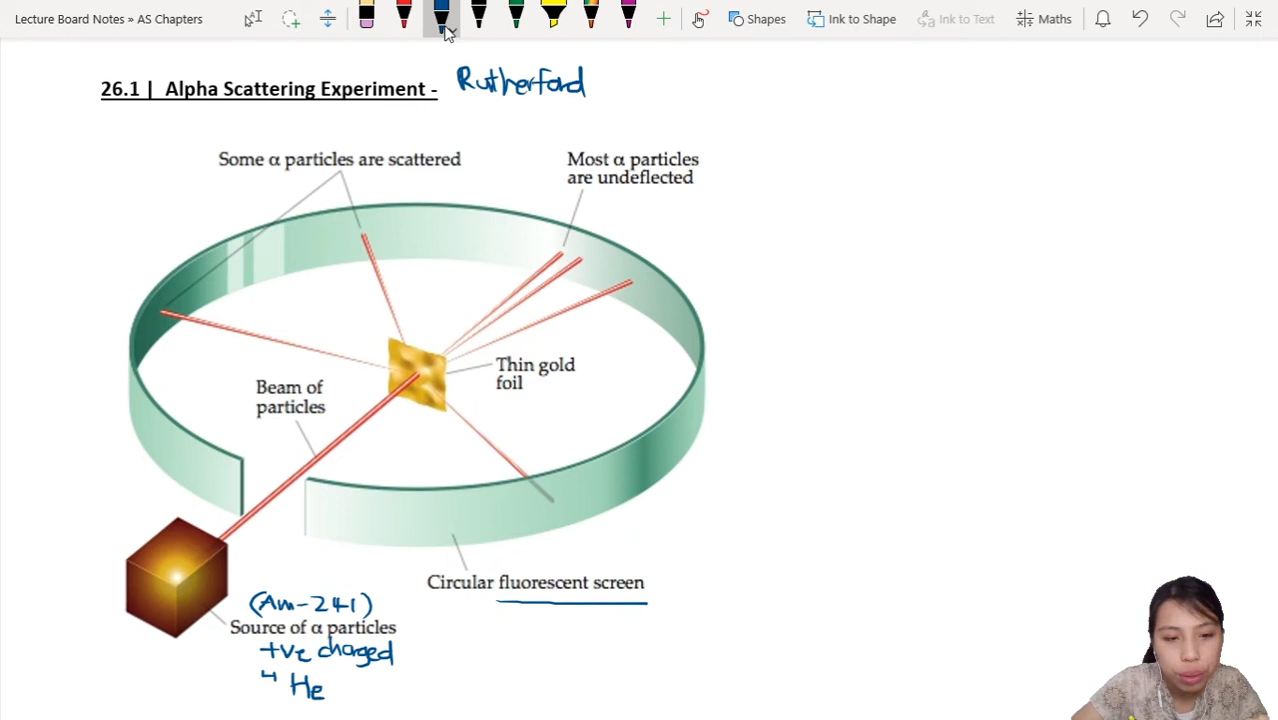 Lecture Board Notes » AS Chapters
Shapes
Ink to Shape
Ink to Text
Maths
26.1 | Alpha Scattering Experiment - Rutherford
Some α particles are scattered
Most α particles
are undeflected
Thin gold
foil
Beam of
particles
Circular fluorescent screen
(Am-241)
Source of α particles
+ve charged
4 He